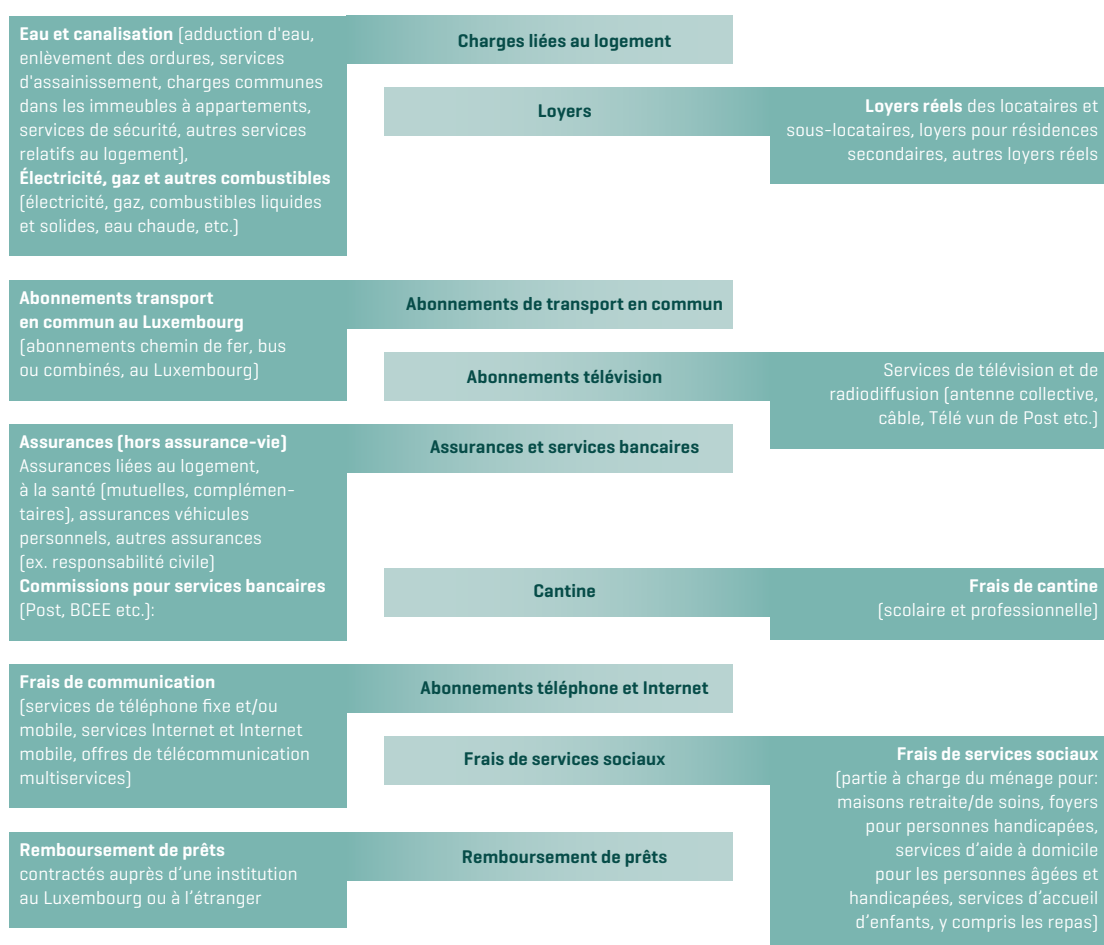 Eau et canalisation (adduction d'eau,
enlèvement des ordures, services
d'assainissement, charges communes
dans les immeubles à appartements,
services de sécurité, autres services
relatifs au logement),
Électricité, gaz et autres combustibles
(électricité, gaz, combustibles liquides
et solides, eau chaude, etc.)
Charges liées au logement
Loyers
Loyers réels des locataires et
sous-locataires, loyers pour résidences
secondaires, autres loyers réels
Abonnements transport
en commun au Luxembourg
(abonnements chemin de fer, bus
ou combinés, au Luxembourg)
Abonnements de transport en commun
Abonnements télévision
Services de télévision et de
radiodiffusion (antenne collective,
câble, Télé vun de Post etc.)
Assurances (hors assurance-vie)
Assurances liées au logement,
à la santé (mutuelles, complémen-
taires), assurances véhicules
personnels, autres assurances
(ex. responsabilité civile)
Commissions pour services bancaires
(Post, BCEE etc.):
Assurances et services bancaires
Cantine
Frais de cantine
(scolaire et professionnelle)
Frais de communication
(services de téléphone fixe et/ou
mobile, services Internet et Internet
mobile, offres de télécommunication
multiservices)
Abonnements téléphone et Internet
Frais de services sociaux
Frais de services sociaux
(partie à charge du ménage pour:
maisons retraite/de soins, foyers
pour personnes handicapées,
services d’aide à domicile
pour les personnes âgées et
handicapées, services d’accueil
d’enfants, y compris les repas)
Remboursement de prêts
contractés auprès d’une institution
au Luxembourg ou à l’étranger
Remboursement de prêts